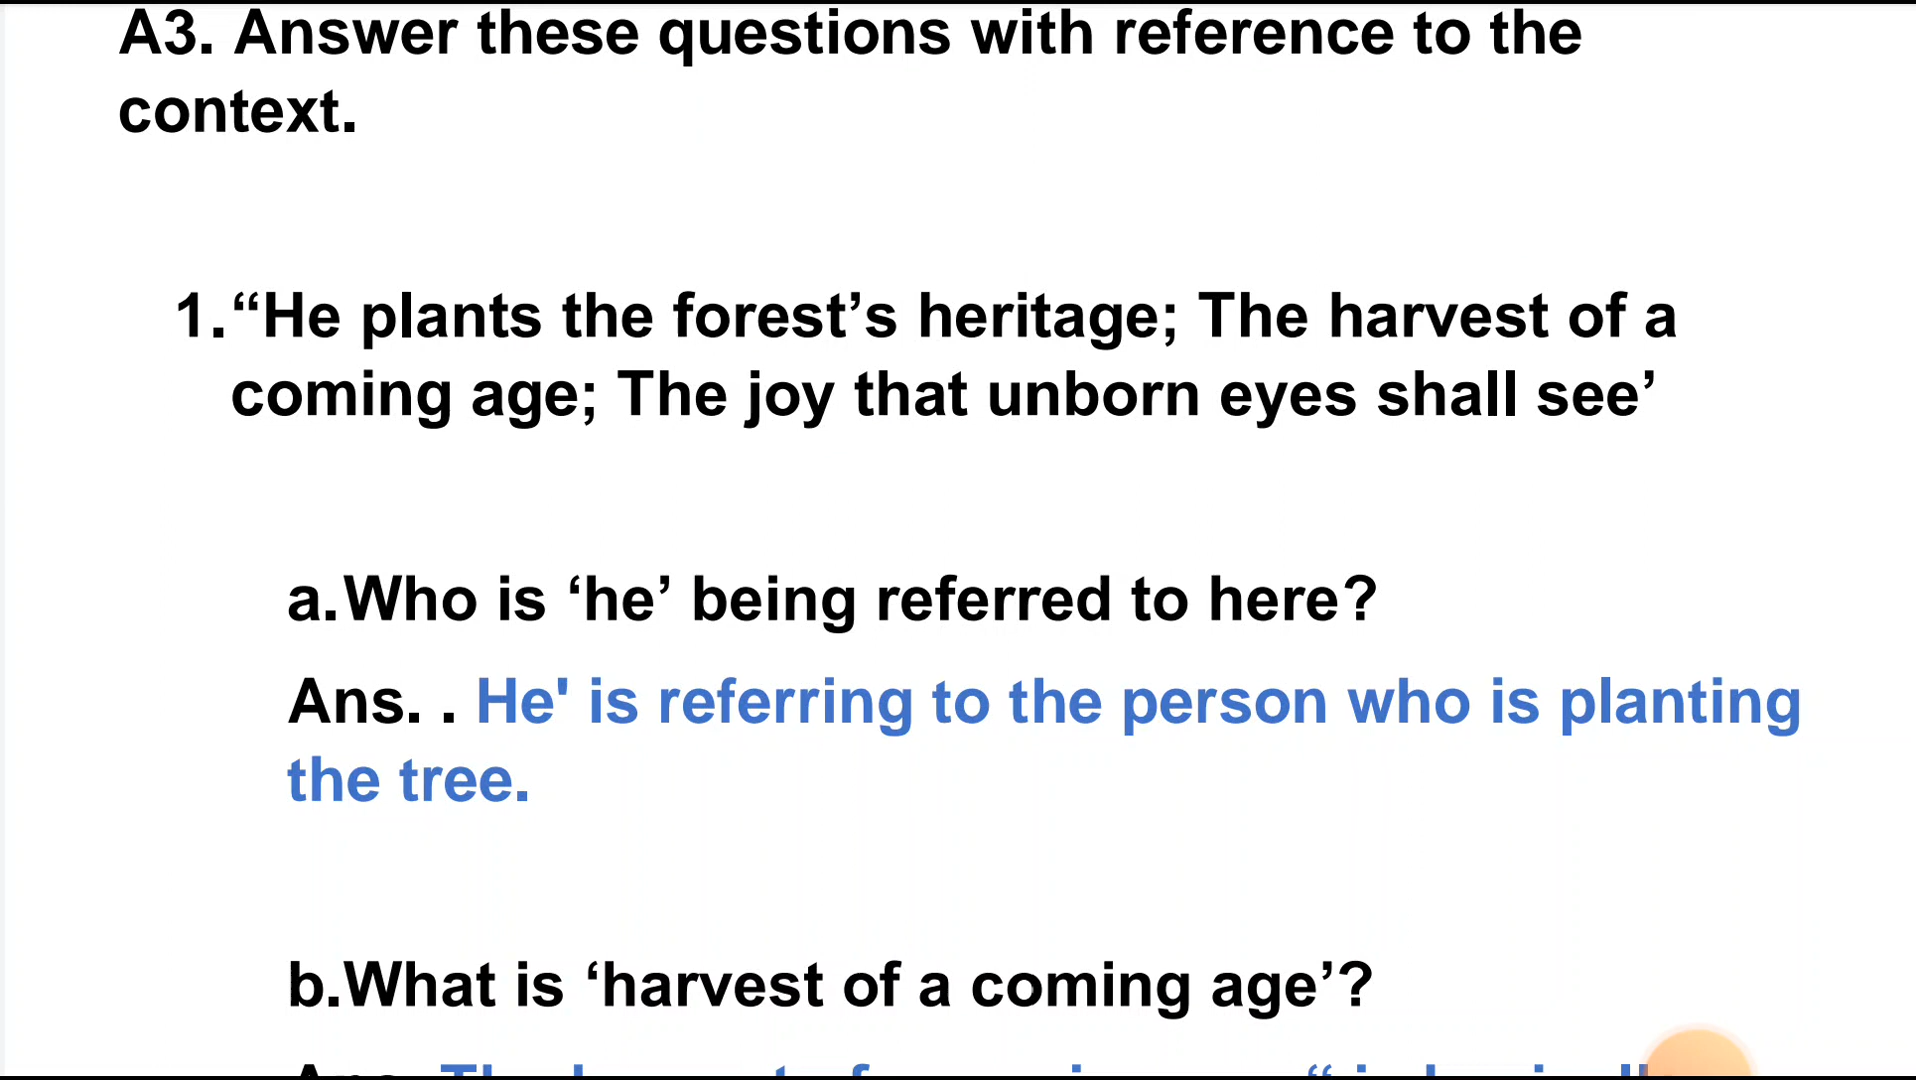 A3. Answer these questions with reference to the
context.
1.“He plants the forest’s heritage; The harvest of a
coming age; The joy that unborn eyes shall see’
a.Who is ‘he’ being referred to here?
Ans. . He' is referring to the person who is planting
the tree.
b.What is ‘harvest of a coming age’?